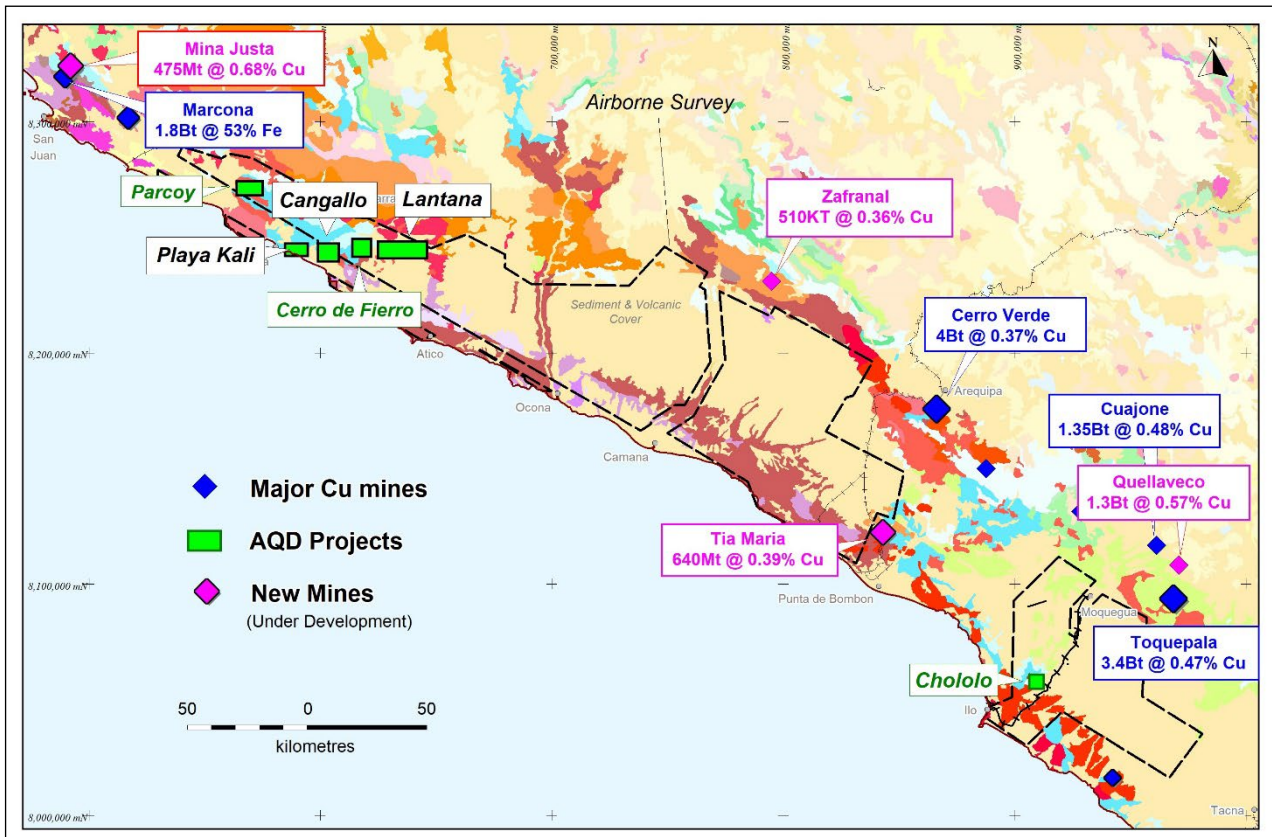 700,000 m
800,000 m
900,000 m
N
Mina Justa
475Mt @ 0.68% Cu
Marcona
1.8Bt @ 53% Fe
8,300,000 mN
San
Juan
Airborne Survey
Parcoy
Cangallo
Lantana
Playa Kali
Cerro de Fierro
Zafranal
510KT @ 0.36% Cu
Sediment & Volcanic
Cover
8,200,000 mN
Atico
Ocona
Camana
Cerro Verde
4Bt @ 0.37% Cu
Arequipa
Cuajone
1.35Bt @ 0.48% Cu
Quellaveco
1.3Bt @ 0.57% Cu
Tia Maria
640Mt @ 0.39% Cu
Punta de Bombon
8,100,000 mN
Moquegua
Toquepala
3.4Bt @ 0.47% Cu
Chololo
Ilo
Major Cu mines
AQD Projects
New Mines
(Under Development)
50 0 50
kilometres
8,000,000 mN
Tacna